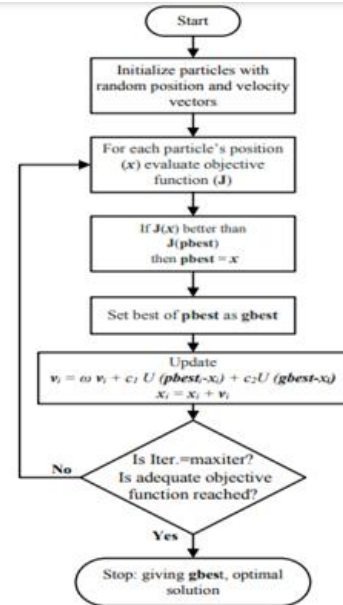 Start
Initialize particles with
random position and velocity
vectors
For each particle's position
(x) evaluate objective
function (J)
If J(x) better than
J(pbest)
then pbest = x
Set best of pbest as gbest
Update
vᵢ = ω vᵢ + c₁ U (pbestᵢ-xᵢ) + c₂U (gbest-xᵢ)
xᵢ = xᵢ + vᵢ
Is Iter.=maxiter?
Is adequate objective
function reached?
No
Yes
Stop: giving gbest, optimal
solution